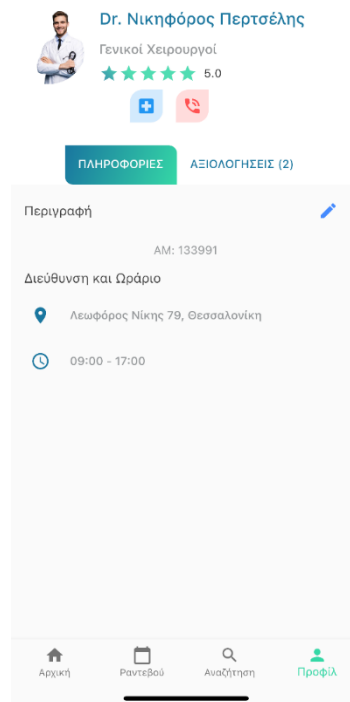 Dr. Νικηφόρος Περτσέλης
Γενικοί Χειρουργοί
5.0
ΠΛΗΡΟΦΟΡΙΕΣ ΑΞΙΟΛΟΓΗΣΕΙΣ (2)
Περιγραφή
ΑΜ: 133991
Διεύθυνση και Ωράριο
Λεωφόρος Νίκης 79, Θεσσαλονίκη
09:00 - 17:00
Αρχική Ραντεβού Αναζήτηση Προφίλ